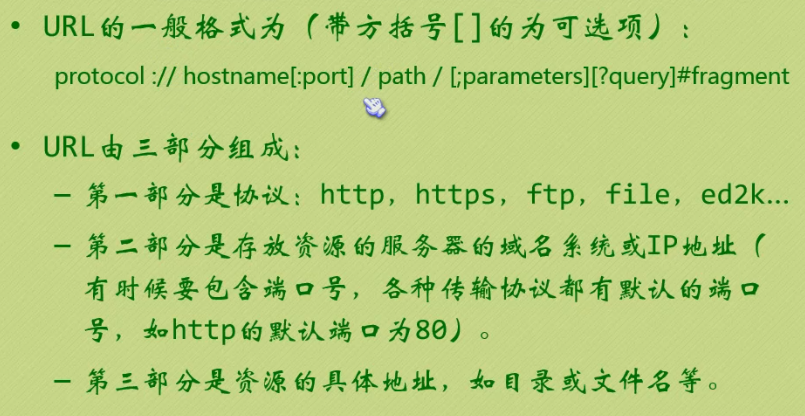 • URL的一般格式为（带方括号[]的为可选项）：
protocol :// hostname[:port] / path / [;parameters][?query]#fragment
• URL由三部分组成：
– 第一部分是协议：http，https，ftp，file，ed2k…
– 第二部分是存放资源的服务器的域名系统或IP地址（
有时候要包含端口号，各种传输协议都有默认的端口
号，如http的默认端口为80）。
– 第三部分是资源的具体地址，如目录或文件名等。